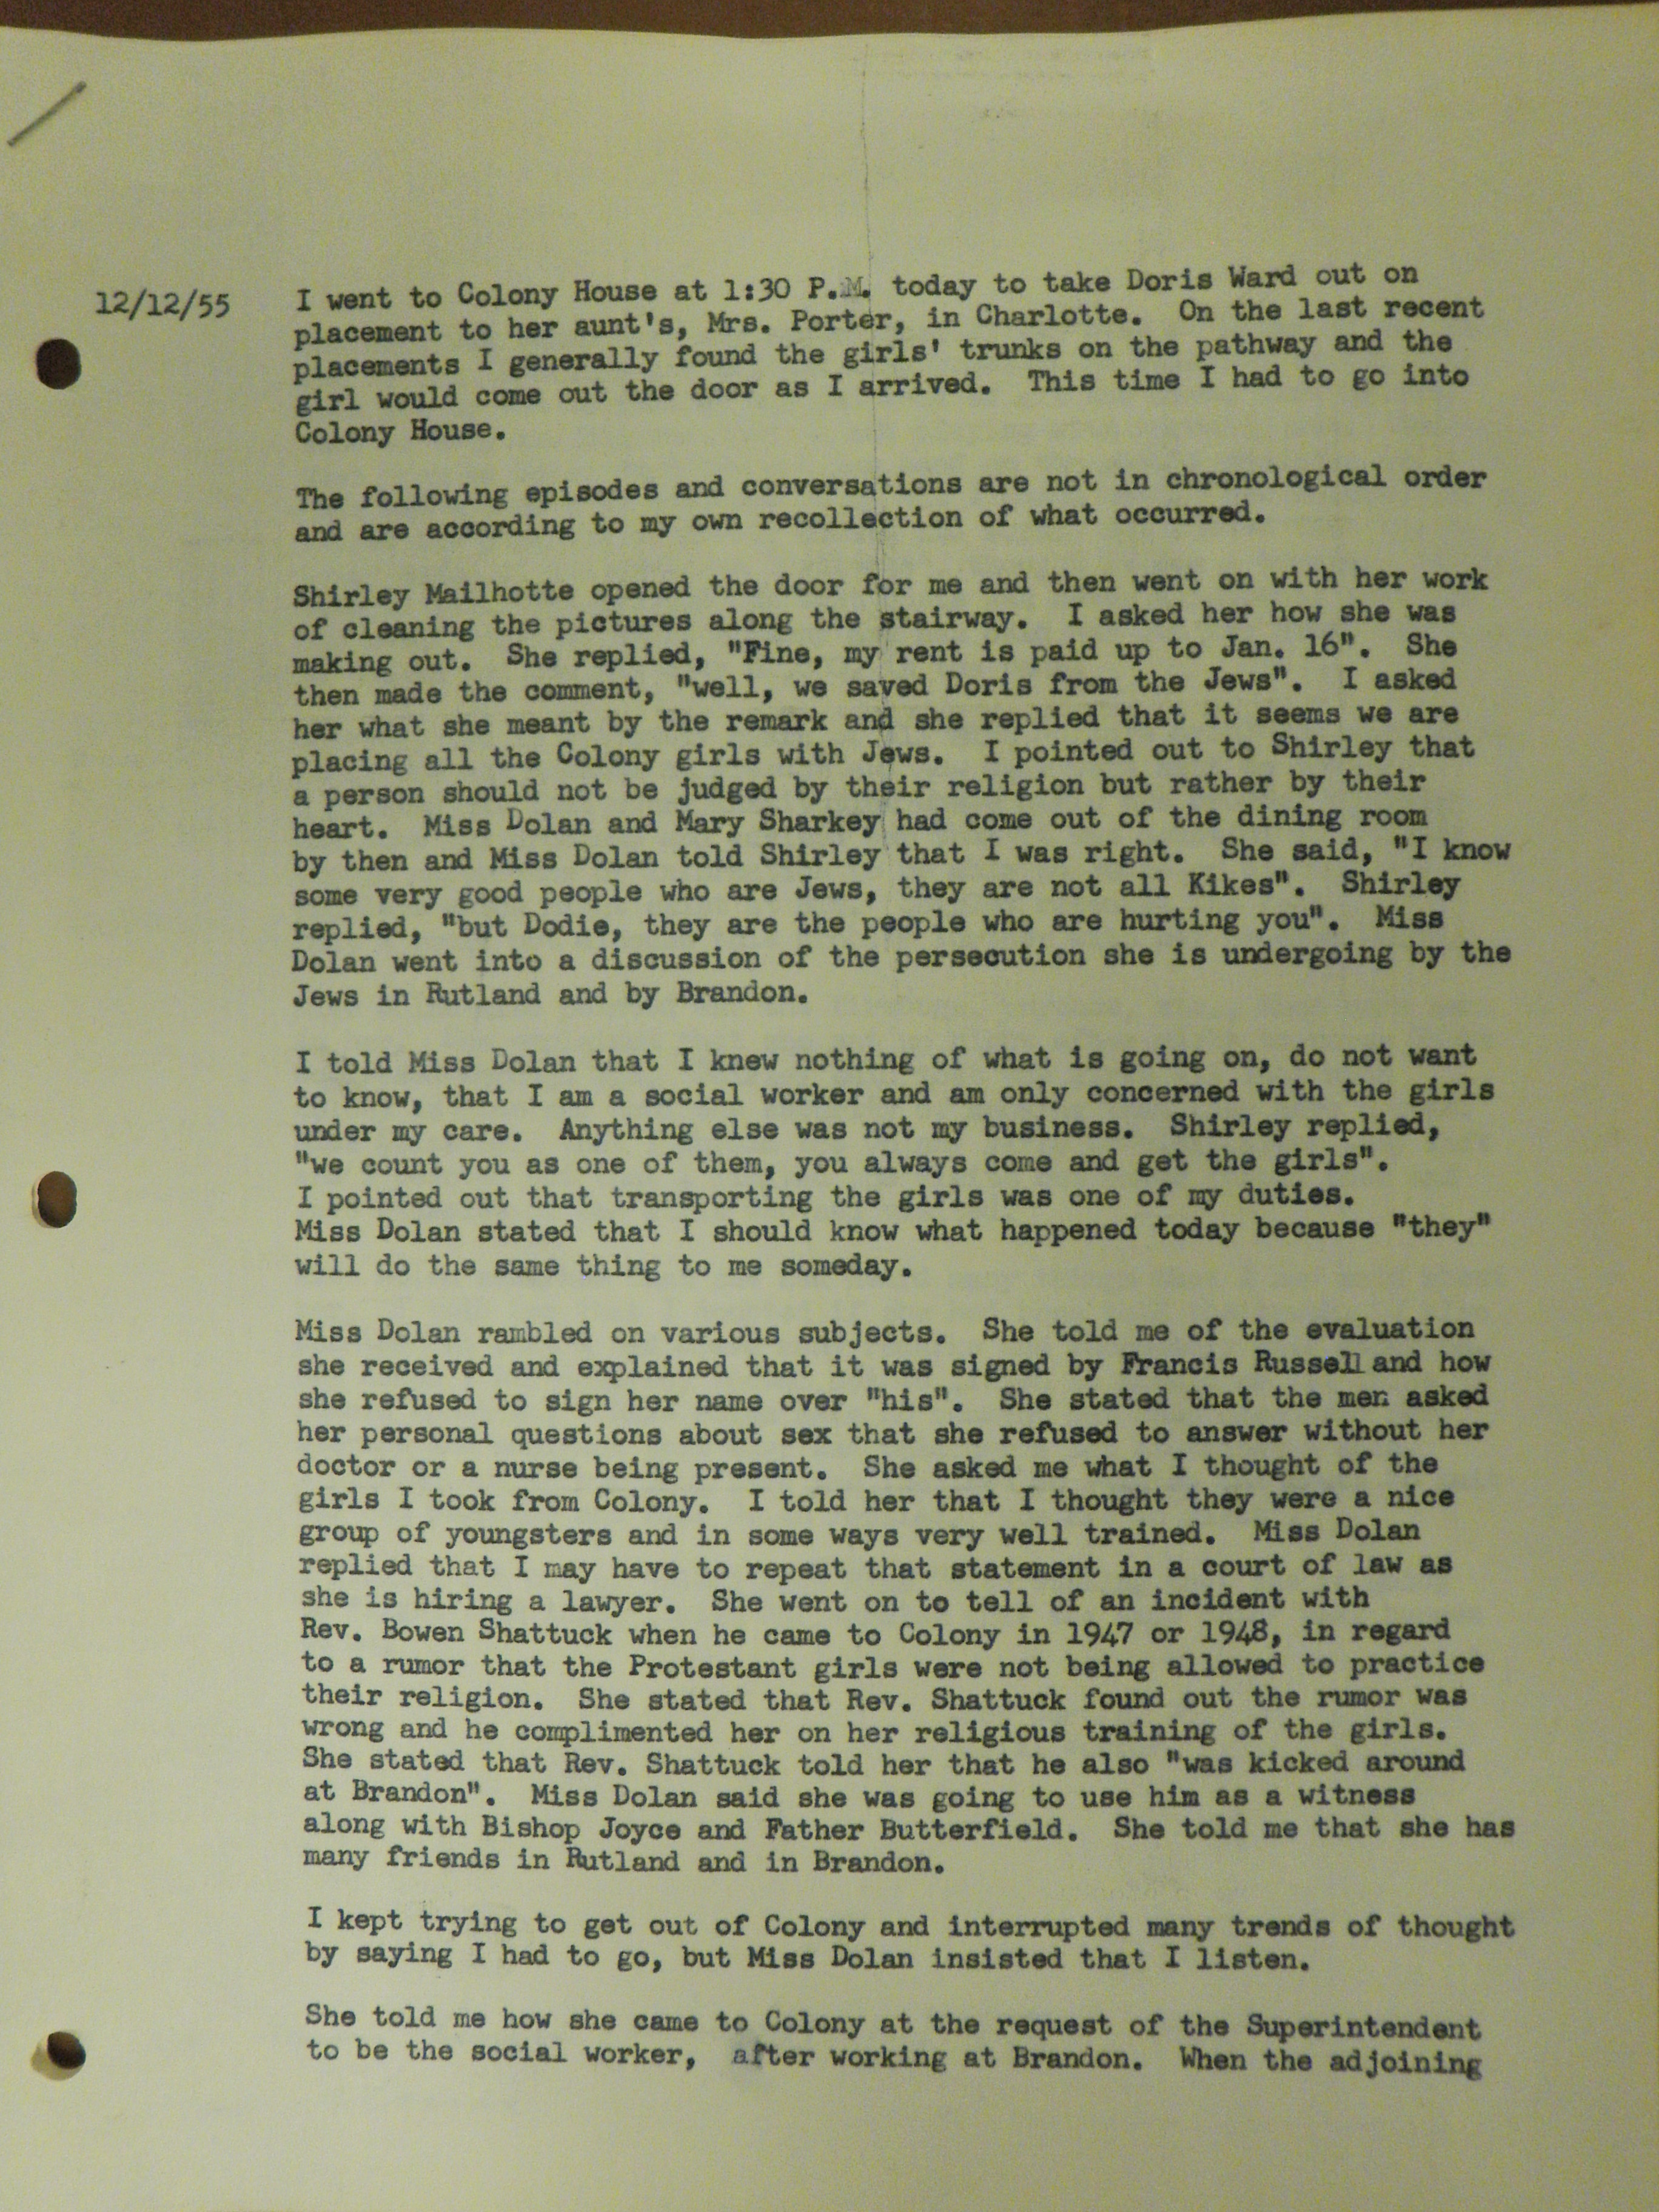 12/12/55 I went to Colony House at 1:30 P.M. today to take Doris Ward out on
placement to her aunt's, Mrs. Porter, in Charlotte. On the last recent
placements I generally found the girls' trunks on the pathway and the
girl would come out the door as I arrived. This time I had to go into
Colony House.
The following episodes and conversations are not in chronological order
and are according to my own recollection of what occurred.
Shirley Mailhotte opened the door for me and then went on with her work
of cleaning the pictures along the stairway. I asked her how she was
making out. She replied, "Fine, my rent is paid up to Jan. 16". She
then made the comment, "well, we saved Doris from the Jews". I asked
her what she meant by the remark and she replied that it seems we are
placing all the Colony girls with Jews. I pointed out to Shirley that
a person should not be judged by their religion but rather by their
heart. Miss Dolan and Mary Sharkey had come out of the dining room
by then and Miss Dolan told Shirley that I was right. She said, "I know
some very good people who are Jews, they are not all Kikes". Shirley
replied, "but Dodie, they are the people who are hurting you". Miss
Dolan went into a discussion of the persecution she is undergoing by the
Jews in Rutland and by Brandon.
I told Miss Dolan that I knew nothing of what is going on, do not want
to know, that I am a social worker and am only concerned with the girls
under my care. Anything else was not my business. Shirley replied,
"we count you as one of them, you always come and get the girls".
I pointed out that transporting the girls was one of my duties.
Miss Dolan stated that I should know what happened today because "they"
will do the same thing to me someday.
Miss Dolan rambled on various subjects. She told me of the evaluation
she received and explained that it was signed by Francis Russell and how
she refused to sign her name over "his". She stated that the men asked
her personal questions about sex that she refused to answer without her
doctor or a nurse being present. She asked me what I thought of the
girls I took from Colony. I told her that I thought they were a nice
group of youngsters and in some ways very well trained. Miss Dolan
replied that I may have to repeat that statement in a court of law as
she is hiring a lawyer. She went on to tell of an incident with
Rev. Bowen Shattuck when he came to Colony in 1947 or 1948, in regard
to a rumor that the Protestant girls were not being allowed to practice
their religion. She stated that Rev. Shattuck found out the rumor was
wrong and he complimented her on her religious training of the girls.
She stated that Rev. Shattuck told her that he also "was kicked around
at Brandon". Miss Dolan said she was going to use him as a witness
along with Bishop Joyce and Father Butterfield. She told me that she has
many friends in Rutland and in Brandon.
I kept trying to get out of Colony and interrupted many trends of thought
by saying I had to go, but Miss Dolan insisted that I listen.
She told me how she came to Colony at the request of the Superintendent
to be the social worker, after working at Brandon. When the adjoining